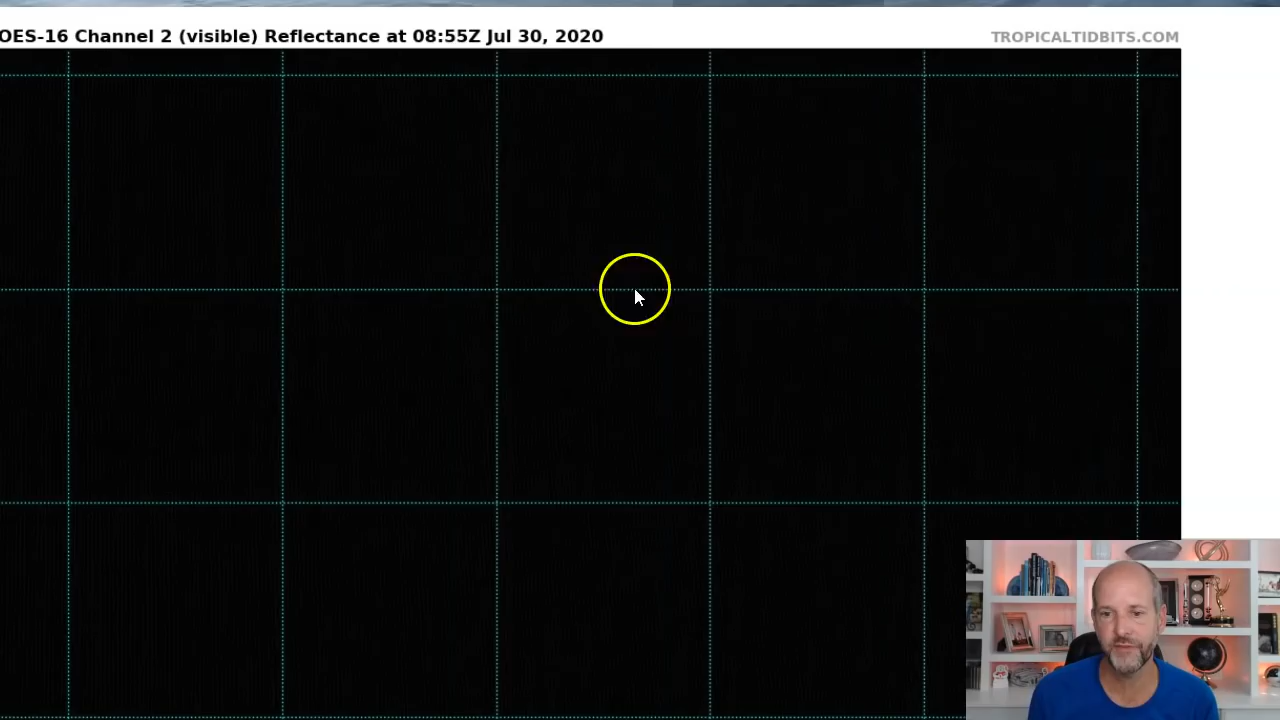 OES-16 Channel 2 (visible) Reflectance at 08:55Z Jul 30, 2020
TROPICALTIDBITS.COM